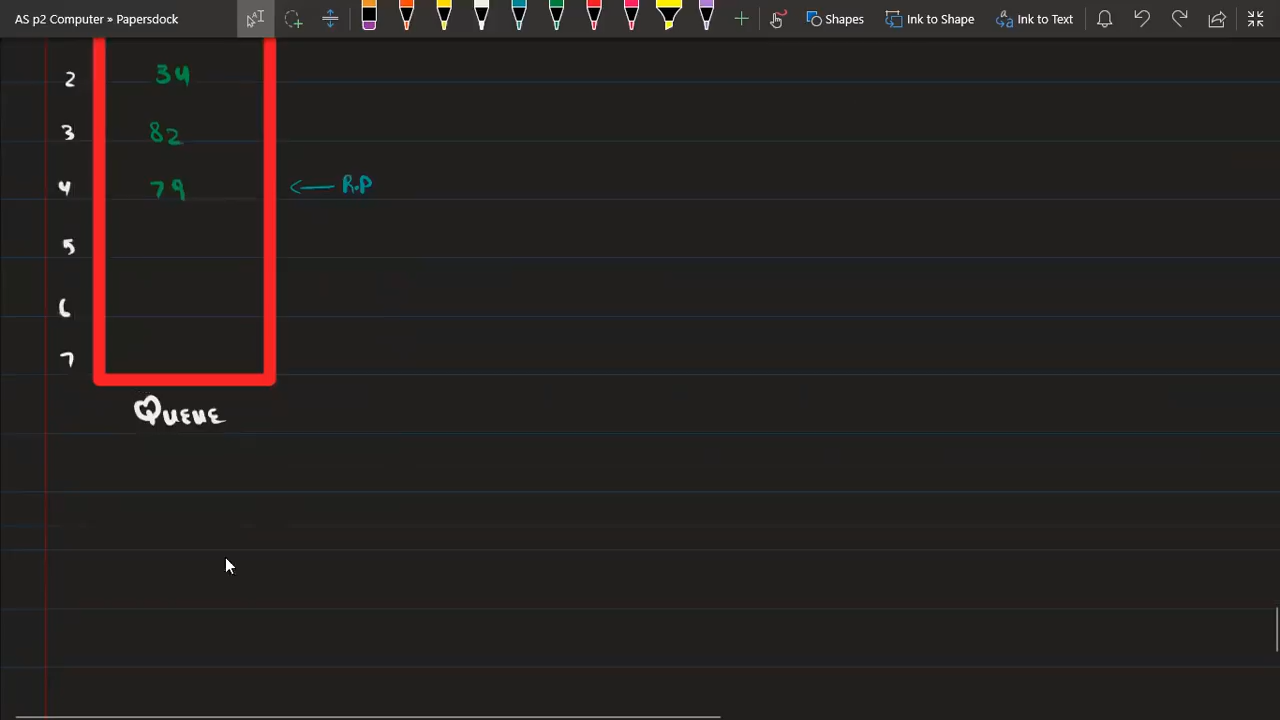 AS p2 Computer » Papersdock
Shapes
Ink to Shape
Ink to Text
2 34
3 82
4 79 ← R.P
5
6
7
Queue